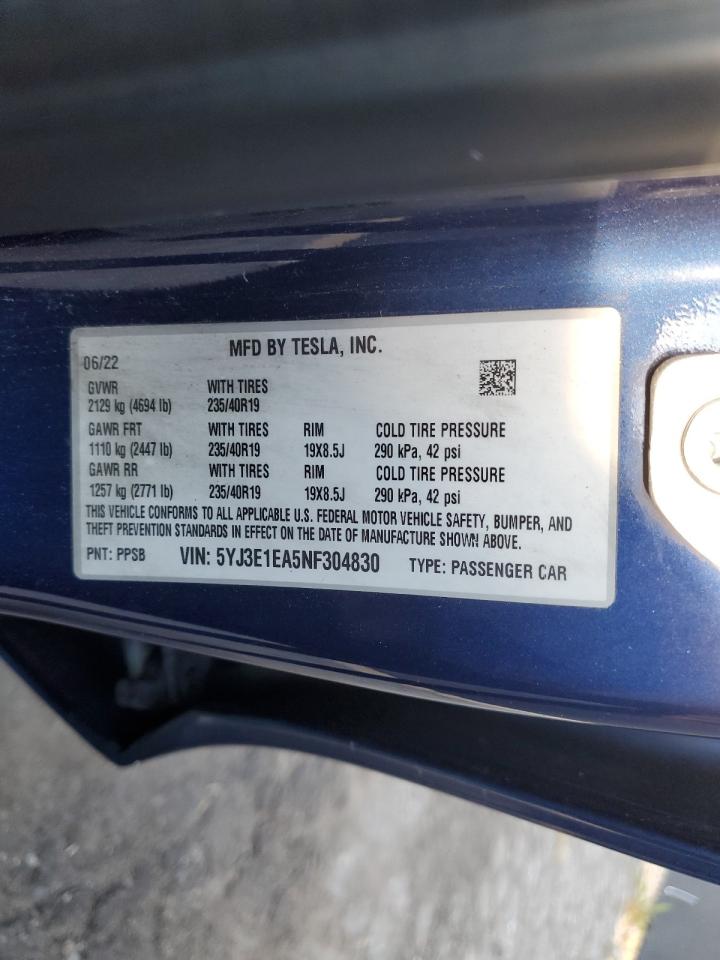 MFD BY TESLA, INC.
06/22
GVWR WITH TIRES
2129 kg (4694 lb) 235/40R19
GAWR FRT WITH TIRES RIM COLD TIRE PRESSURE
1110 kg (2447 lb) 235/40R19 19X8.5J 290 kPa, 42 psi
GAWR RR WITH TIRES RIM COLD TIRE PRESSURE
1257 kg (2771 lb) 235/40R19 19X8.5J 290 kPa, 42 psi
THIS VEHICLE CONFORMS TO ALL APPLICABLE U.S. FEDERAL MOTOR VEHICLE SAFETY, BUMPER, AND
THEFT PREVENTION STANDARDS IN EFFECT ON THE DATE OF MANUFACTURE SHOWN ABOVE.
PNT: PPSB VIN: 5YJ3E1EA5NF304830 TYPE: PASSENGER CAR